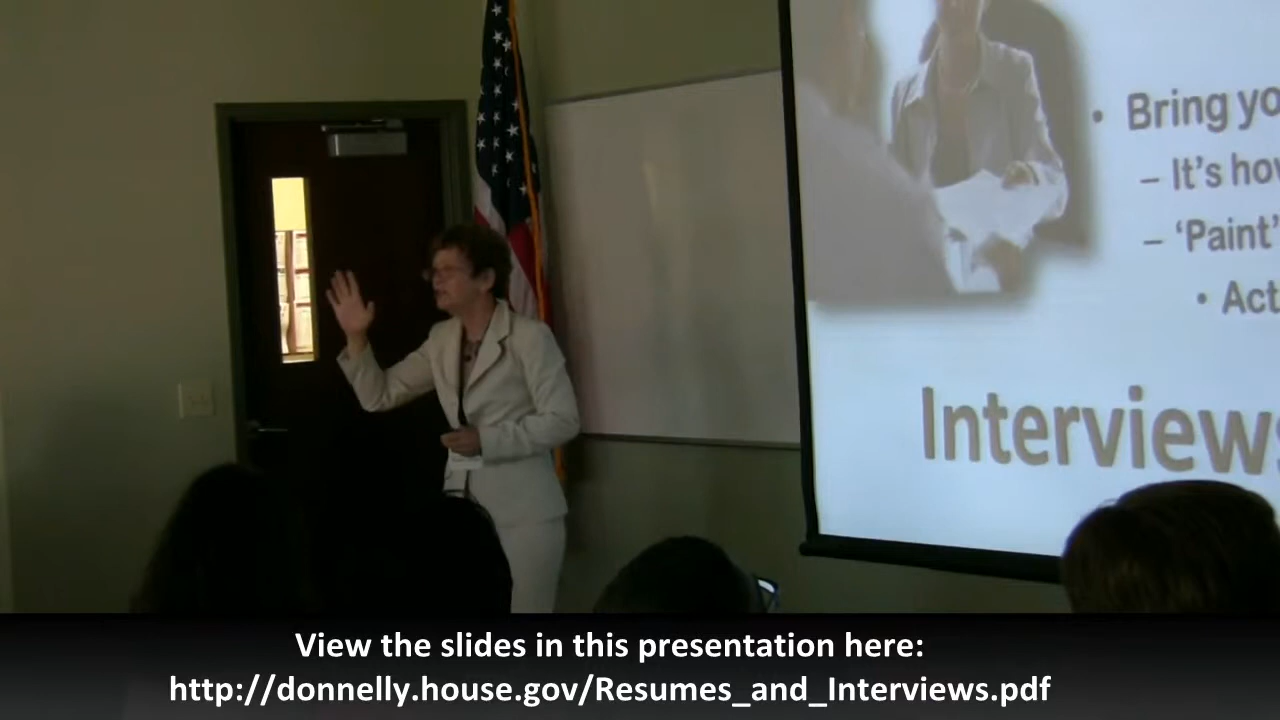 • Bring yo
– It's how
– 'Paint'
• Act
Interviews
View the slides in this presentation here:
http://donnelly.house.gov/Resumes_and_Interviews.pdf